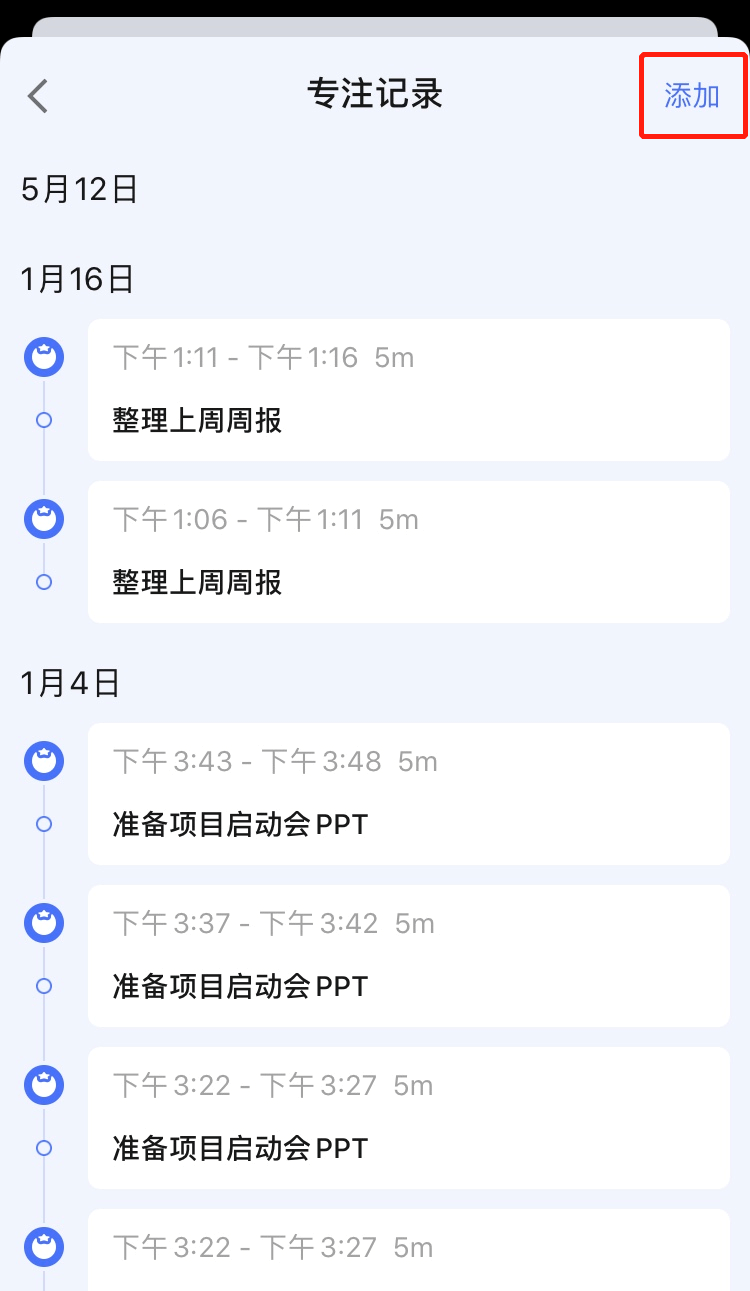 专注记录
添加
5月12日
1月16日
下午1:11 - 下午1:16 5m
整理上周周报
下午1:06 - 下午1:11 5m
整理上周周报
1月4日
下午3:43 - 下午3:48 5m
准备项目启动会PPT
下午3:37 - 下午3:42 5m
准备项目启动会PPT
下午3:22 - 下午3:27 5m
准备项目启动会PPT
下午3:22 - 下午3:27 5m